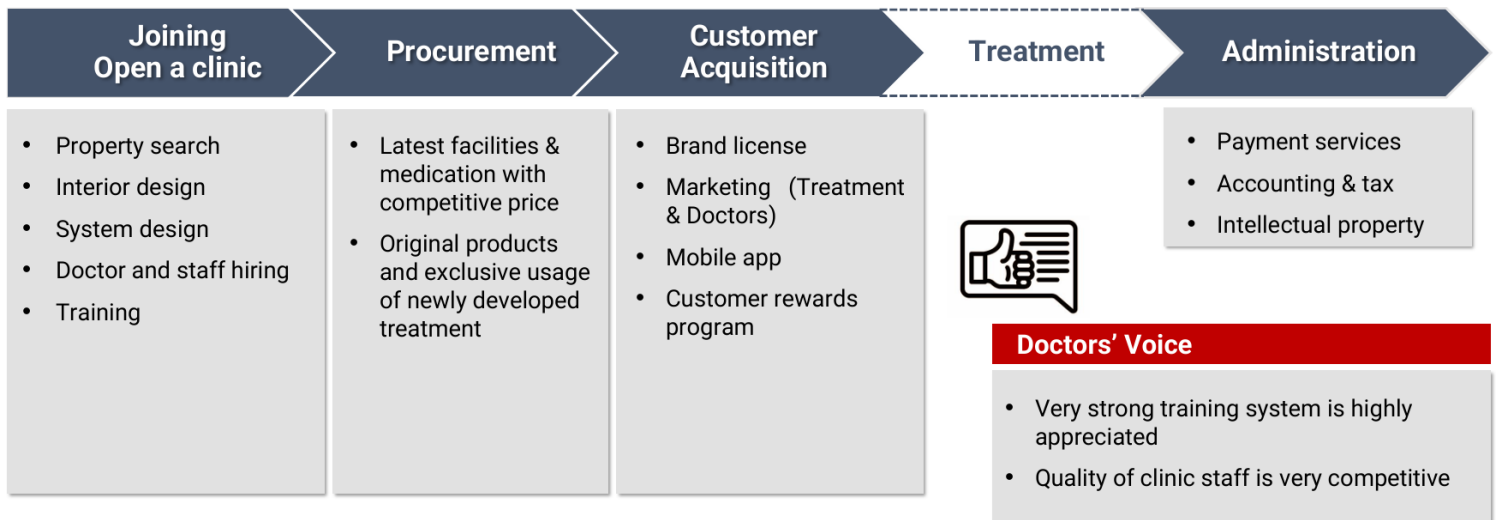 Joining
Open a clinic
Procurement
Customer
Acquisition
Treatment
Administration
• Property search
• Interior design
• System design
• Doctor and staff hiring
• Training
• Latest facilities &
medication with
competitive price
• Original products
and exclusive usage
of newly developed
treatment
• Brand license
• Marketing (Treatment
& Doctors)
• Mobile app
• Customer rewards
program
• Payment services
• Accounting & tax
• Intellectual property
Doctors’ Voice
• Very strong training system is highly
appreciated
• Quality of clinic staff is very competitive